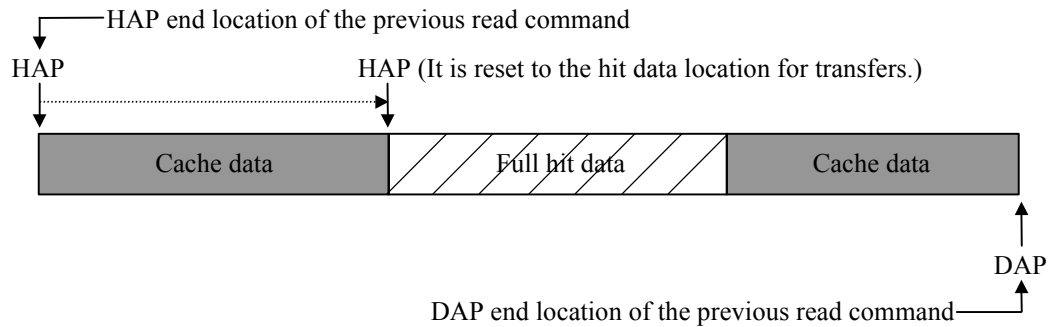 HAP end location of the previous read command
HAP
HAP (It is reset to the hit data location for transfers.)
Cache data
Full hit data
Cache data
DAP
DAP end location of the previous read command